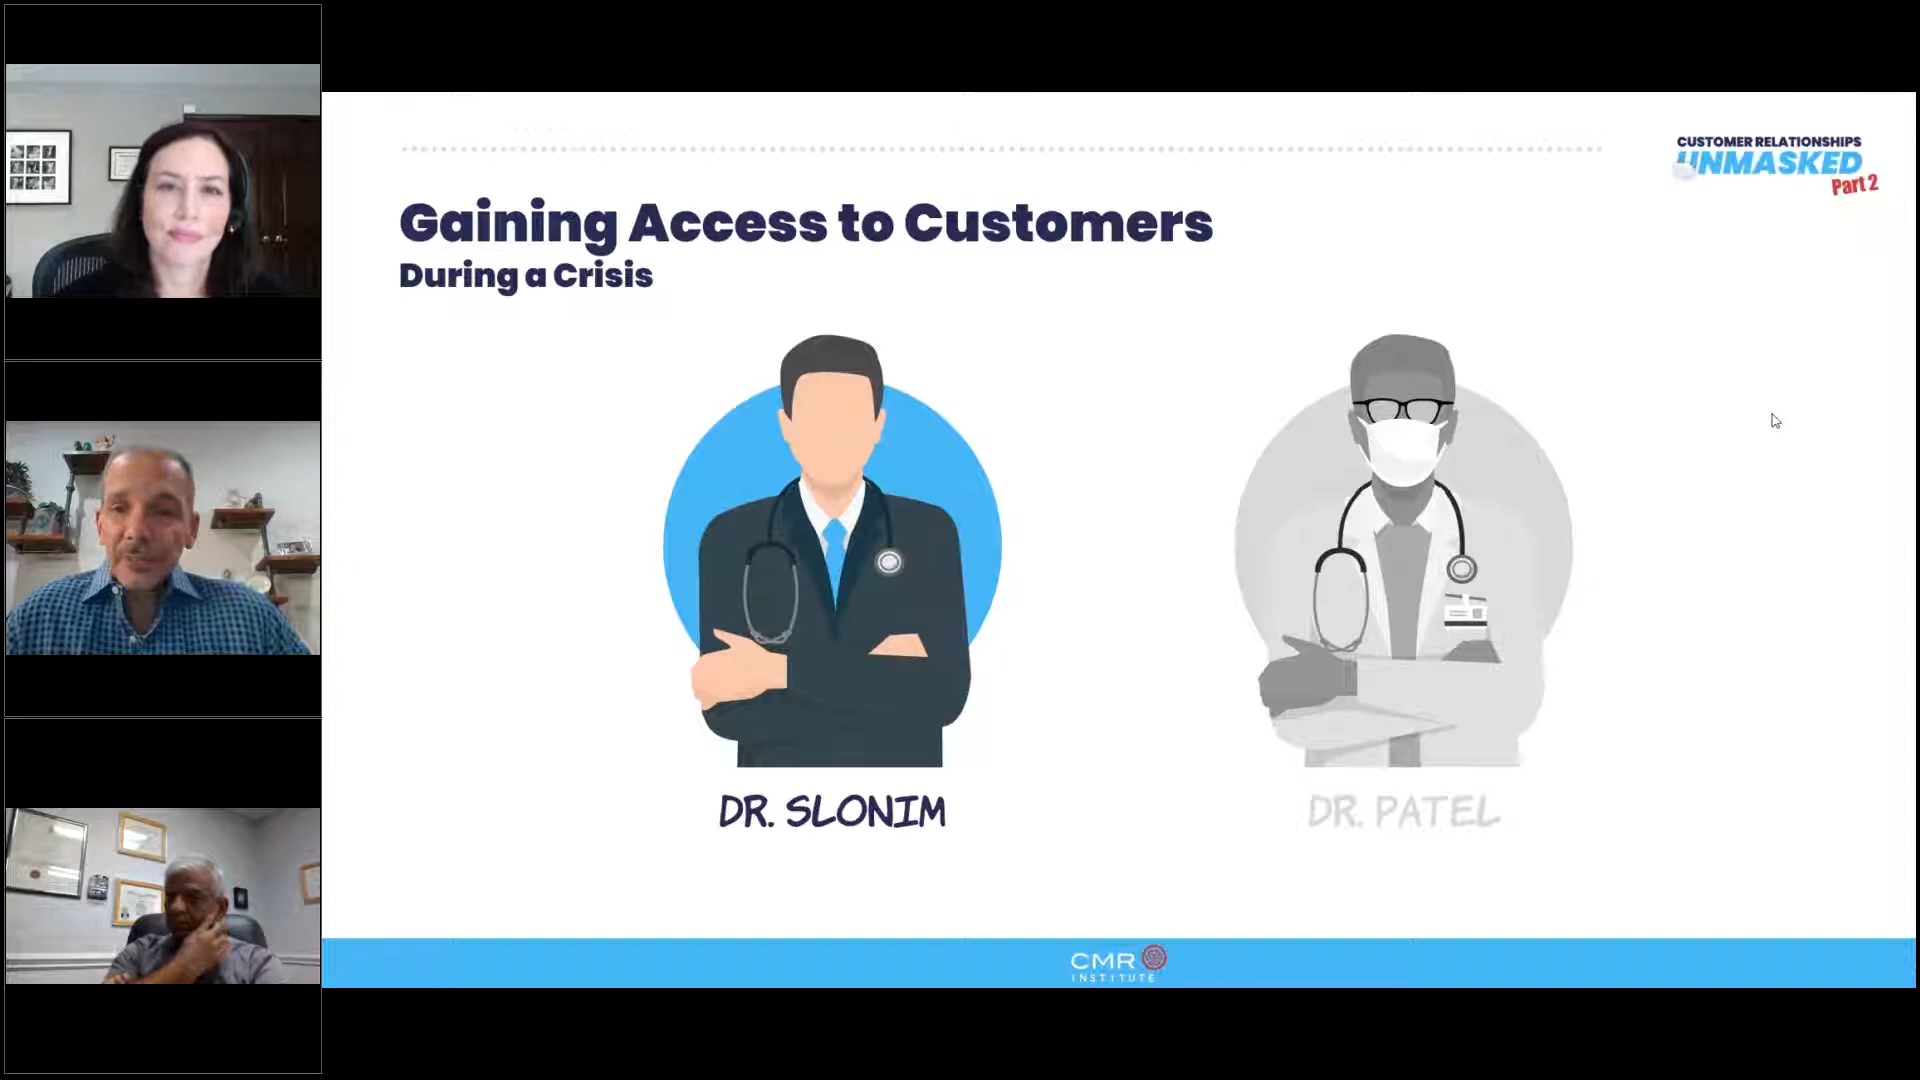 CUSTOMER RELATIONSHIPS
UNMASKED
Part 2
Gaining Access to Customers
During a Crisis
DR. SLONIM
DR. PATEL
CMR
INSTITUTE